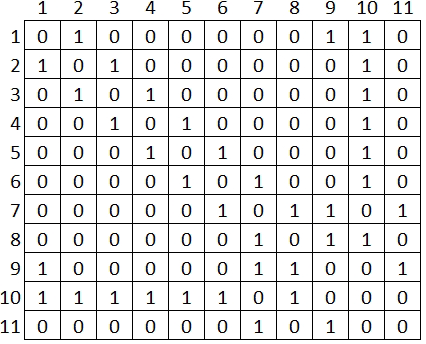 1 2 3 4 5 6 7 8 9 10 11
1 0 1 0 0 0 0 0 0 1 1 0
2 1 0 1 0 0 0 0 0 0 1 0
3 0 1 0 1 0 0 0 0 0 1 0
4 0 0 1 0 1 0 0 0 0 1 0
5 0 0 0 1 0 1 0 0 0 1 0
6 0 0 0 0 1 0 1 0 0 1 0
7 0 0 0 0 0 1 0 1 1 0 1
8 0 0 0 0 0 0 1 0 1 1 0
9 1 0 0 0 0 0 1 1 0 0 1
10 1 1 1 1 1 1 0 1 0 0 0
11 0 0 0 0 0 0 1 0 1 0 0